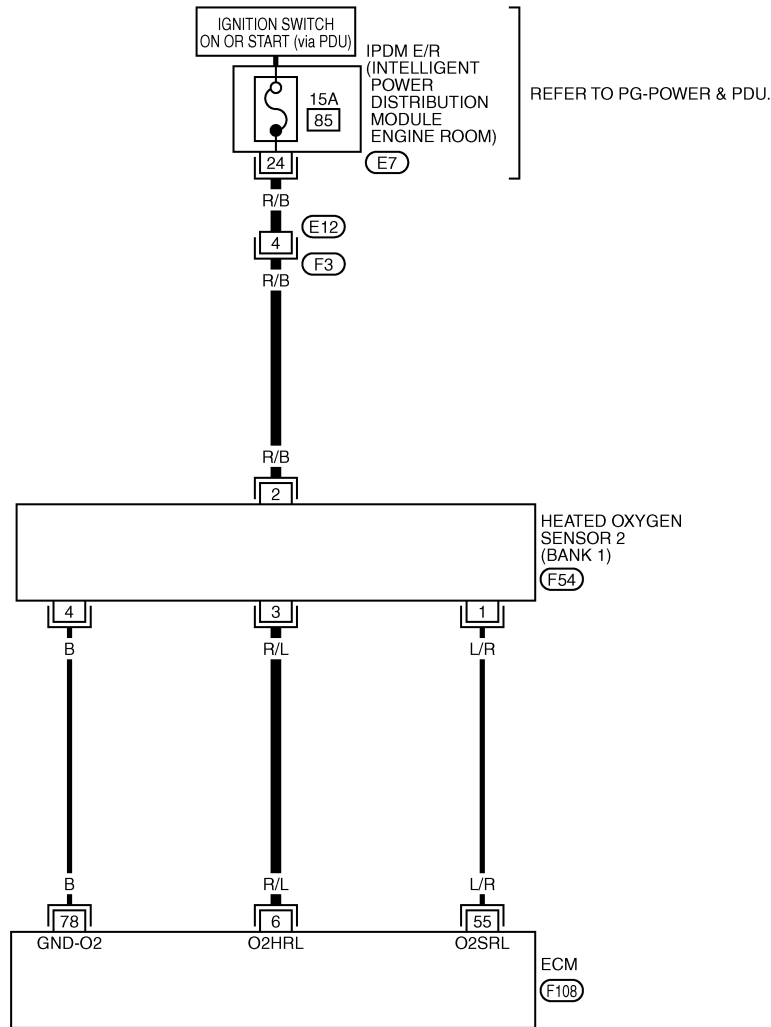 IGNITION SWITCH
ON OR START (via PDU)
IPDM E/R
(INTELLIGENT
POWER
DISTRIBUTION
MODULE
ENGINE ROOM)
REFER TO PG-POWER & PDU.
15A
85
24
E7
R/B
E12
4
F3
R/B
R/B
2
HEATED OXYGEN
SENSOR 2
(BANK 1)
F54
4 3 1
B R/L L/R
B R/L L/R
78 6 55
GND-O2 O2HRL O2SRL
ECM
F108